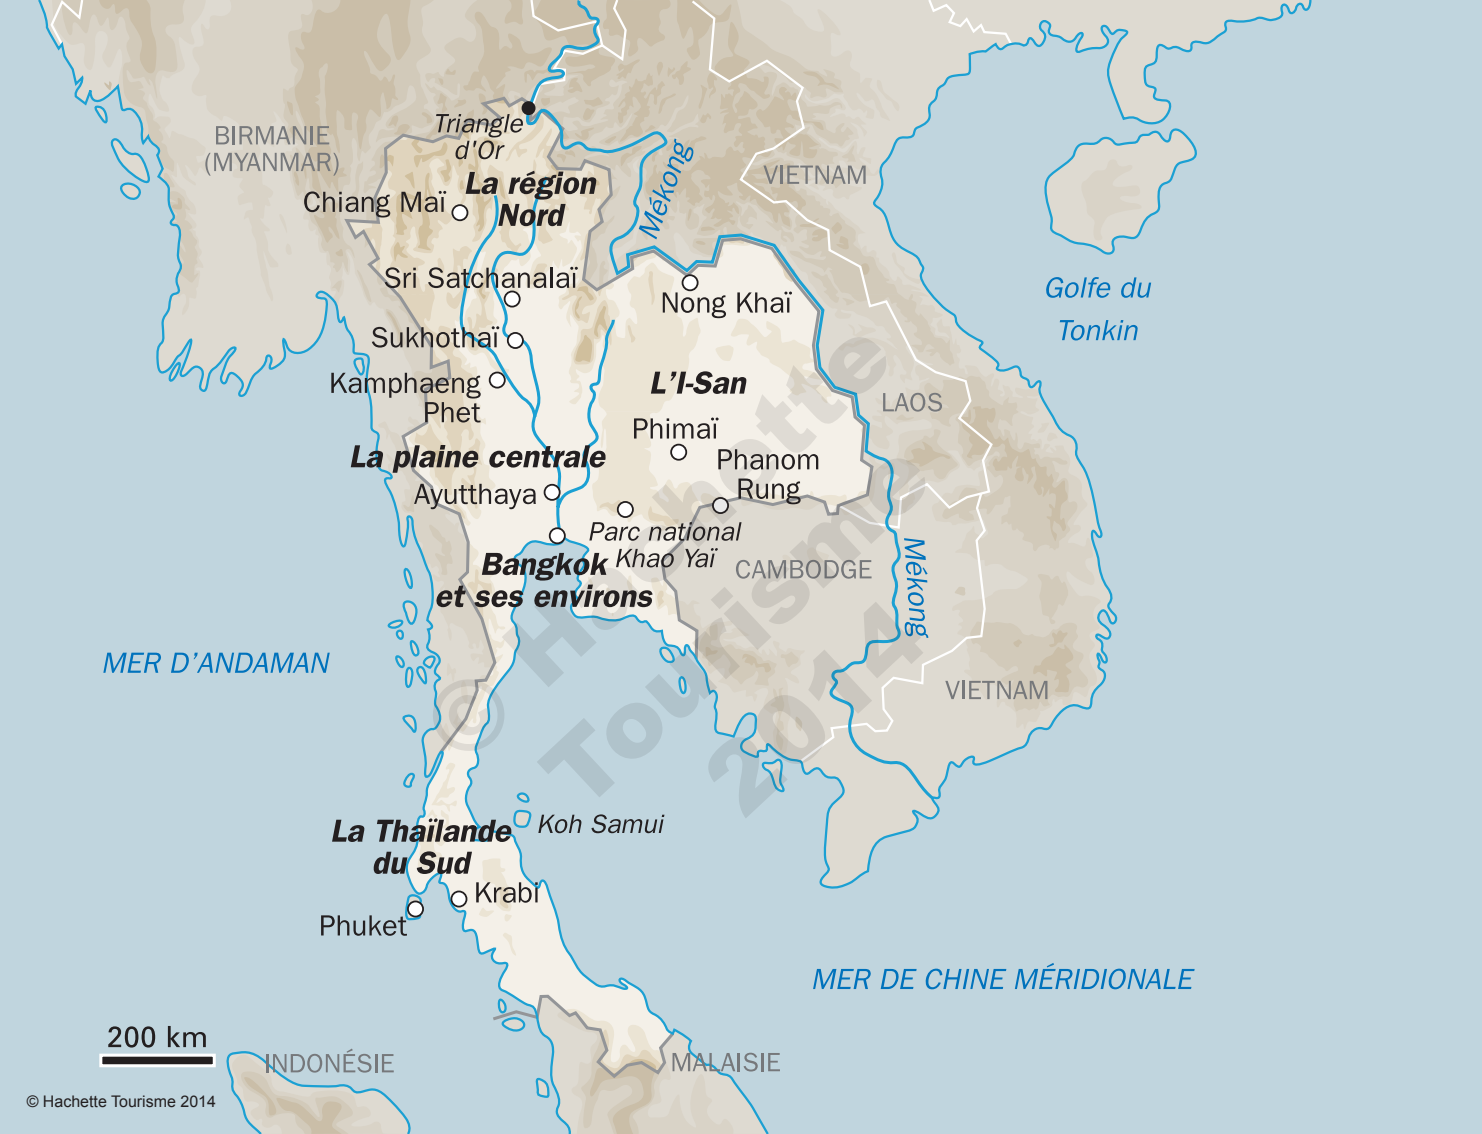 Triangle
d'Or
BIRMANIE
(MYANMAR)
VIETNAM
La région
Nord
Chiang Maï
Mékong
Sri Satchanalaï
Nong Khaï
Golfe du
Tonkin
Sukhothaï
Kamphaeng
Phet
L'I-San
LAOS
Phimaï
La plaine centrale
Phanom
Rung
Ayutthaya
Parc national
Khao Yaï
Bangkok
et ses environs
CAMBODGE
Mékong
MER D'ANDAMAN
VIETNAM
© Hachette
Tourisme
2014
La Thaïlande
du Sud
Koh Samui
Krabi
Phuket
MER DE CHINE MÉRIDIONALE
200 km
INDONÉSIE
MALAISIE
© Hachette Tourisme 2014